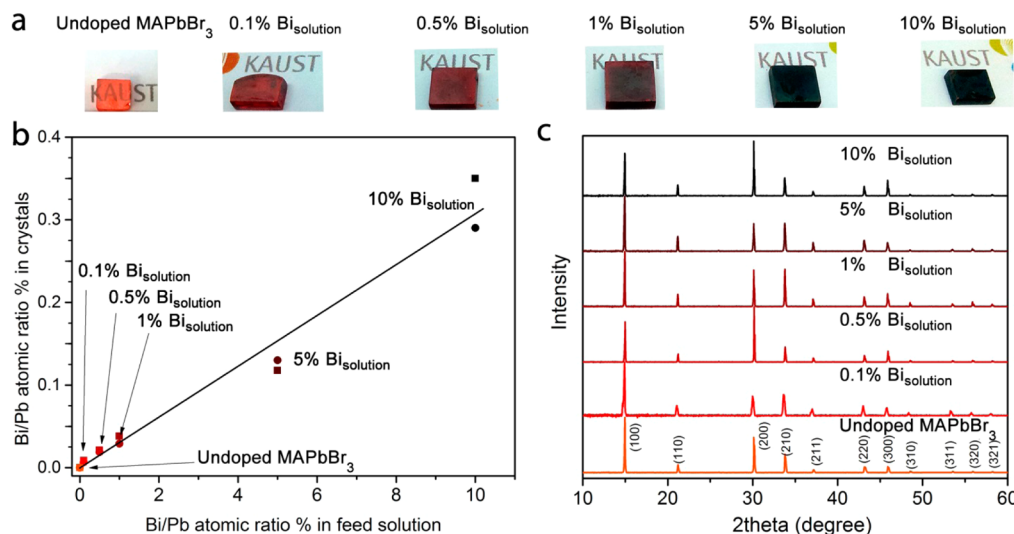 a
Undoped MAPbBr3 0.1% Bisolution 0.5% Bisolution 1% Bisolution 5% Bisolution 10% Bisolution
KAUST KAUST KAUST KAUST KAUST KAUST
b
Bi/Pb atomic ratio % in crystals
0.4
0.3
0.2
0.1
0.0
10% Bisolution
0.1% Bisolution
0.5% Bisolution
1% Bisolution
5% Bisolution
Undoped MAPbBr3
0 2 4 6 8 10
Bi/Pb atomic ratio % in feed solution
c
Intensity
10% Bisolution
5% Bisolution
1% Bisolution
0.5% Bisolution
0.1% Bisolution
Undoped MAPbBr3
(100) (110) (200) (210) (211) (220) (300) (310) (311) (320) (321)
10 20 30 40 50 60
2theta (degree)